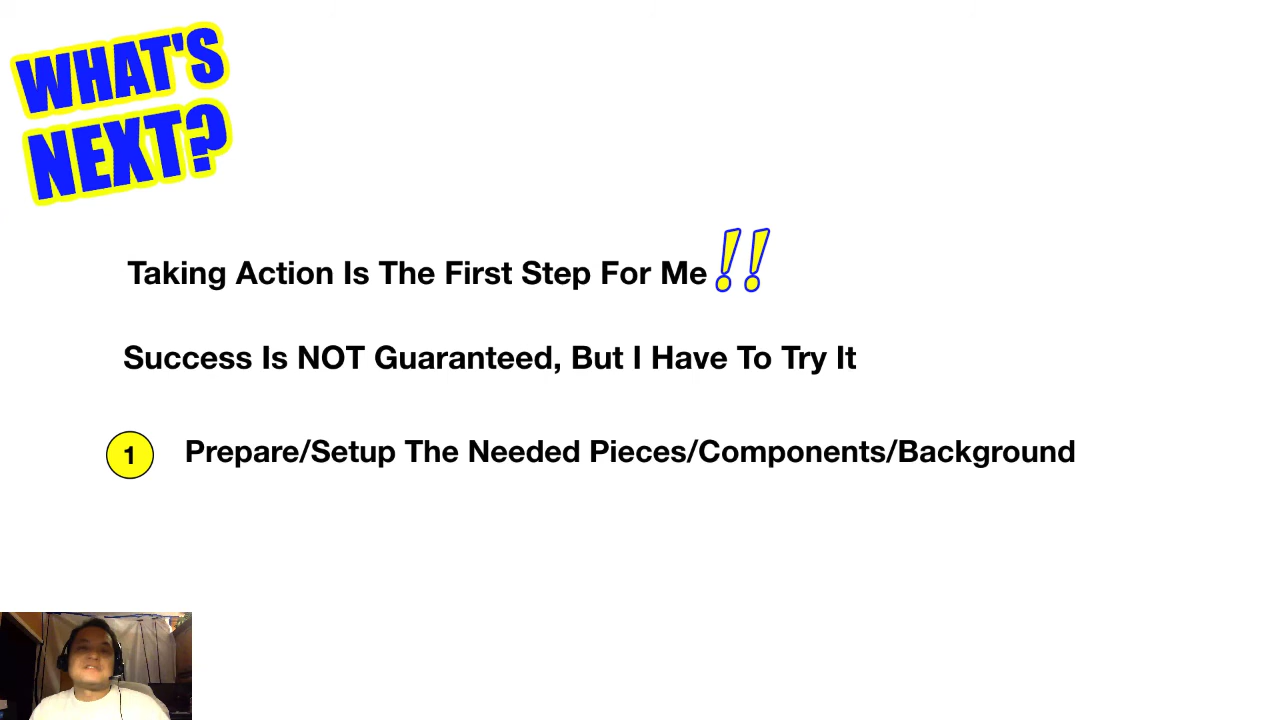 WHAT'S
NEXT?
Taking Action Is The First Step For Me!!
Success Is NOT Guaranteed, But I Have To Try It
1 Prepare/Setup The Needed Pieces/Components/Background